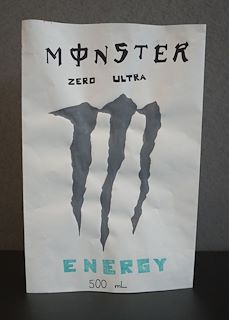 MONSTER
ZERO ULTRA
ENERGY
500 mL